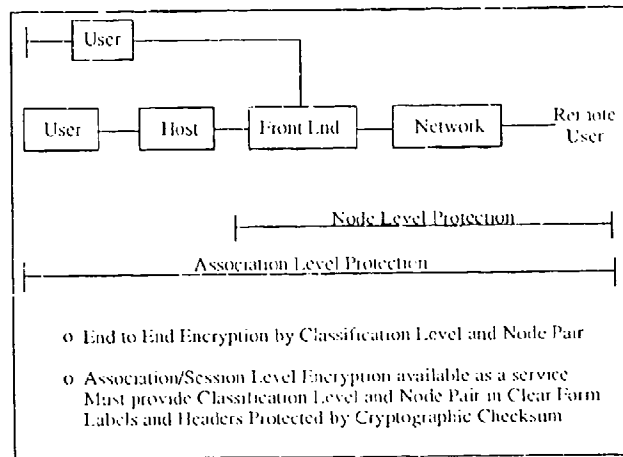 User
User
Host
Front End
Network
Remote
User
Node Level Protection
Association Level Protection
o End to End Encryption by Classification Level and Node Pair
o Association/Session Level Encryption available as a service
Must provide Classification Level and Node Pair in Clear Form
Labels and Headers Protected by Cryptographic Checksum